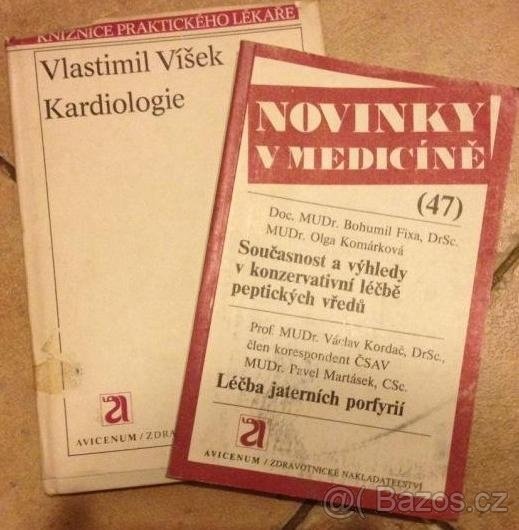 KNIŽNICE PRAKTICKÉHO LÉKAŘE
Vlastimil Víšek
Kardiologie
AVICENUM / ZDRA
NOVINKY
V MEDICÍNĚ
(47)
Doc. MUDr. Bohumil Fixa, DrSc.
MUDr. Olga Komárková
Současnost a výhledy
v konzervativní léčbě
peptických vředů
Prof. MUDr. Václav Kordač, DrSc.,
člen korespondent ČSAV
MUDr. Pavel Martásek, CSc.
Léčba jaterních porfyrií
AVICENUM / ZDRAVOTNICKÉ NAKLADATELSTVÍ
Bazos.cz